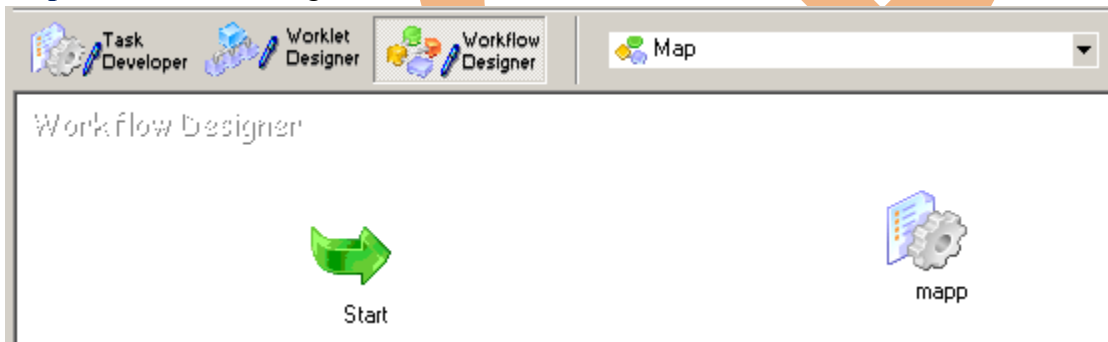 Task
Developer
Worklet
Designer
Workflow
Designer
Map
Workflow Designer
Start
mapp